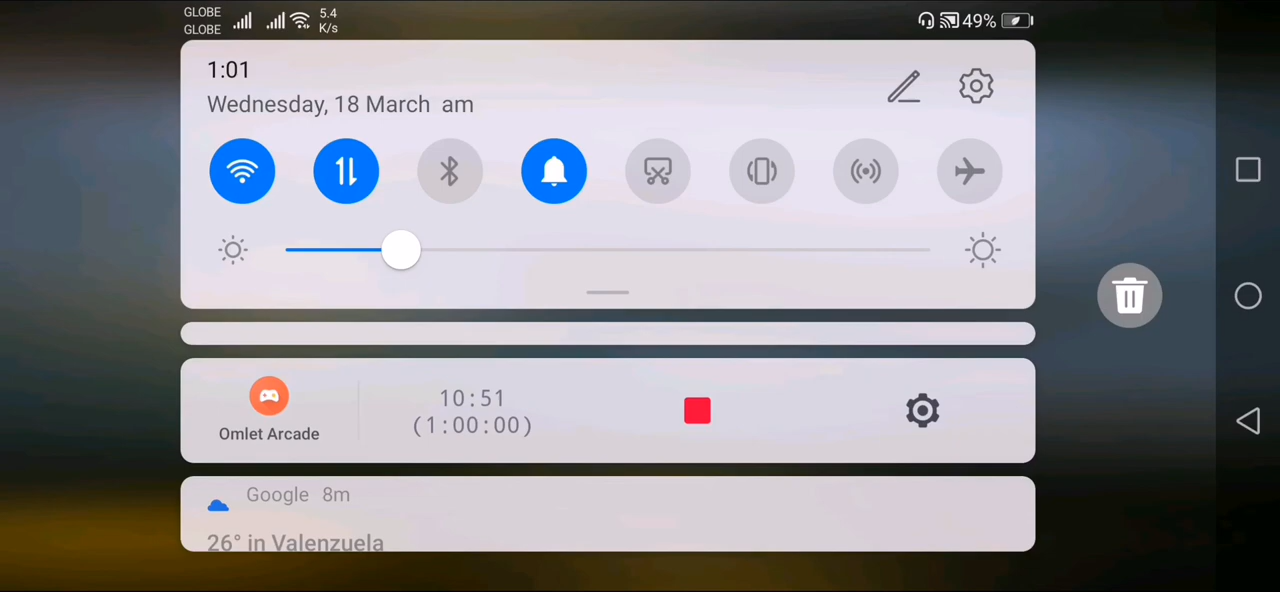 GLOBE
GLOBE
5.4
K/s
49%
1:01
Wednesday, 18 March am
10:51
(1:00:00)
Omlet Arcade
Google 8m
26° in Valenzuela